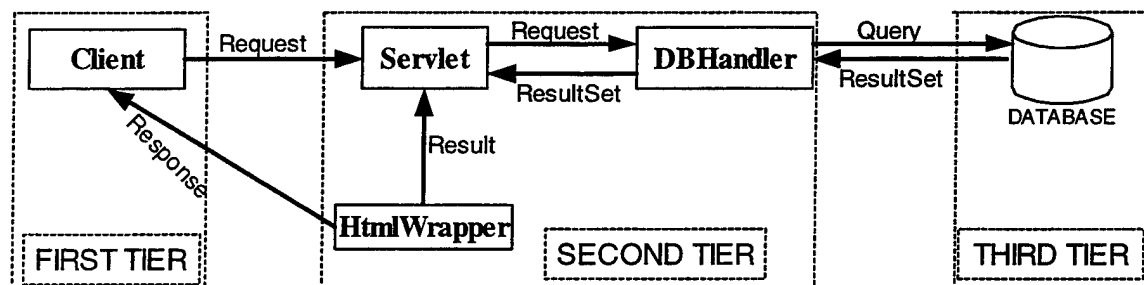 Request
Request
Query
Client
Servlet
DBHandler
ResultSet
ResultSet
DATABASE
Response
Result
HtmlWrapper
FIRST TIER
SECOND TIER
THIRD TIER